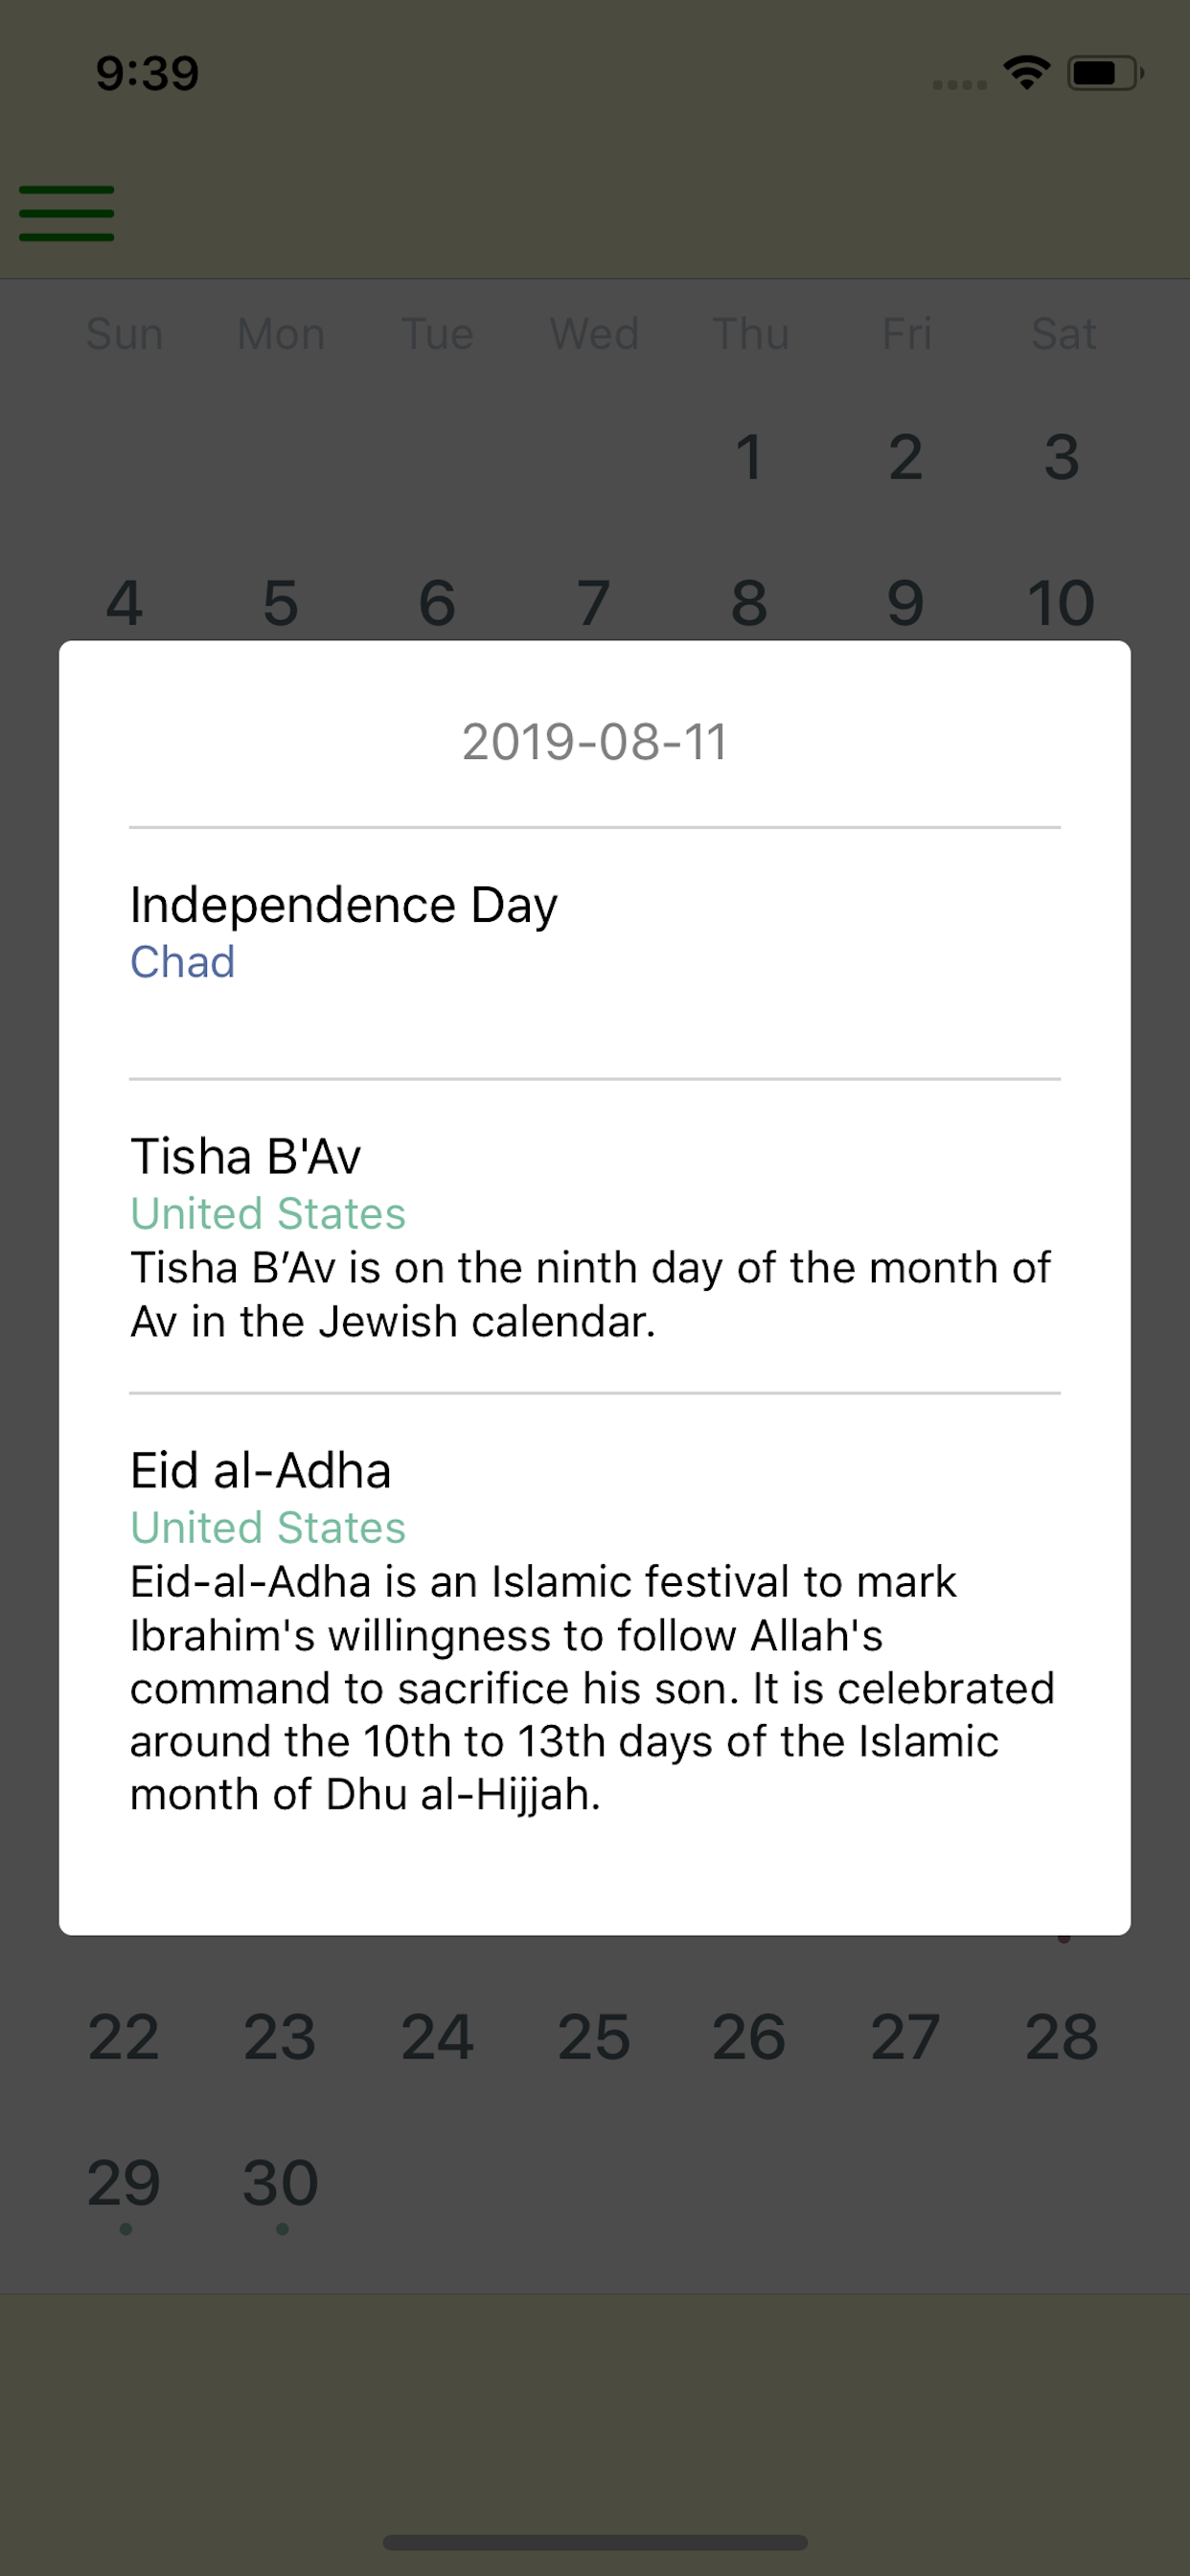 9:39
Sun Mon Tue Wed Thu Fri Sat
1 2 3
4 5 6 7 8 9 10
2019-08-11
Independence Day
Chad
Tisha B'Av
United States
Tisha B’Av is on the ninth day of the month of
Av in the Jewish calendar.
Eid al-Adha
United States
Eid-al-Adha is an Islamic festival to mark
Ibrahim's willingness to follow Allah's
command to sacrifice his son. It is celebrated
around the 10th to 13th days of the Islamic
month of Dhu al-Hijjah.
22 23 24 25 26 27 28
29 30